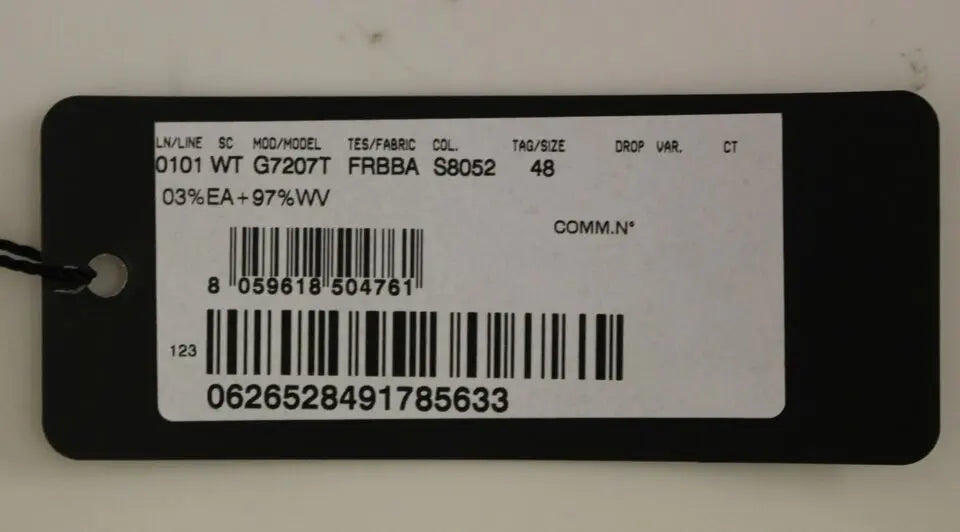 LN/LINE SC MOD/MODEL TES/FABRIC COL. TAG/SIZE DROP VAR. CT
0101 WT G7207T FRBBA S8052 48
03%EA+97%WV
COMM.N°
8 059618 504761
123
0626528491785633